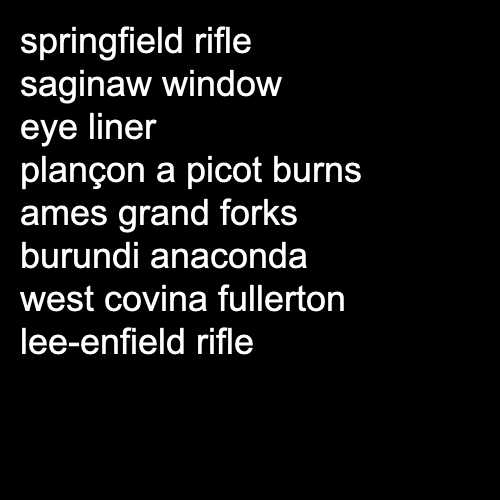 springfield rifle
saginaw window
eye liner
plançon a picot burns
ames grand forks
burundi anaconda
west covina fullerton
lee-enfield rifle